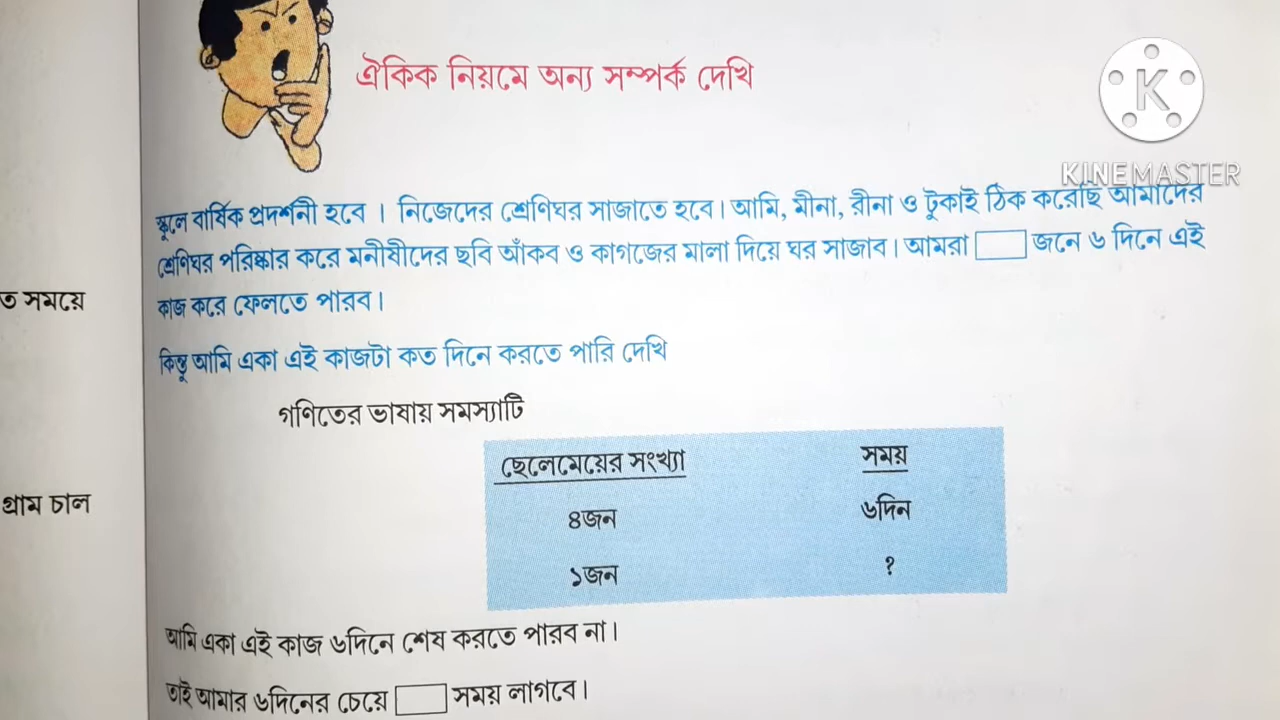 ঐকিক নিয়মে অন্য সম্পর্ক দেখি
K
KINEMASTER
স্কুলে বার্ষিক প্রদর্শনী হবে । নিজেদের শ্রেণিঘর সাজাতে হবে। আমি, মীনা, রীনা ও টুকাই ঠিক করেছি আমাদের
শ্রেণিঘর পরিষ্কার করে মনীষীদের ছবি আঁকব ও কাগজের মালা দিয়ে ঘর সাজাব। আমরা জনে ৬ দিনে এই
কাজ করে ফেলতে পারব।
ত সময়ে
কিন্তু আমি একা এই কাজটা কত দিনে করতে পারি দেখি
গণিতের ভাষায় সমস্যাটি
ছেলেমেয়ের সংখ্যা সময়
৪জন ৬দিন
গ্রাম চাল
১জন ?
আমি একা এই কাজ ৬দিনে শেষ করতে পারব না।
তাই আমার ৬দিনের চেয়ে সময় লাগবে।